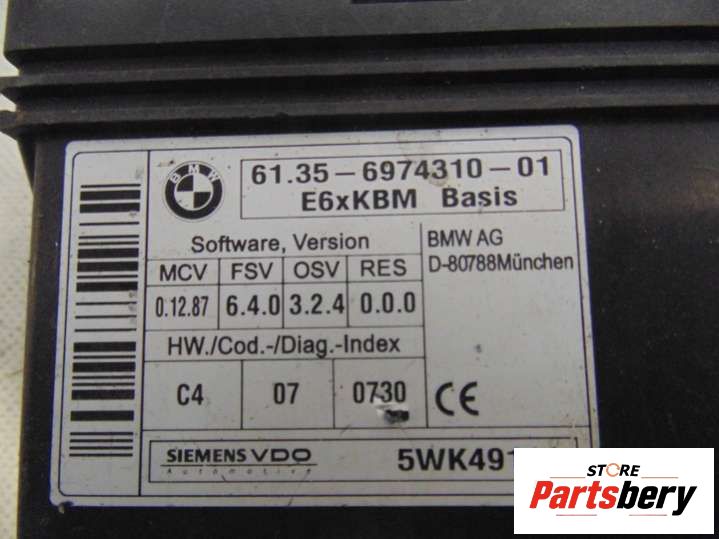 BMW
61.35-6974310-01
E6xKBM Basis
Software, Version
BMW AG
D-80788München
MCV FSV OSV RES
0.12.87 6.4.0 3.2.4 0.0.0
HW./Cod.-/Diag.-Index
C4 07 0730
CE
SIEMENS VDO
Automotive
STORE
Partsbery